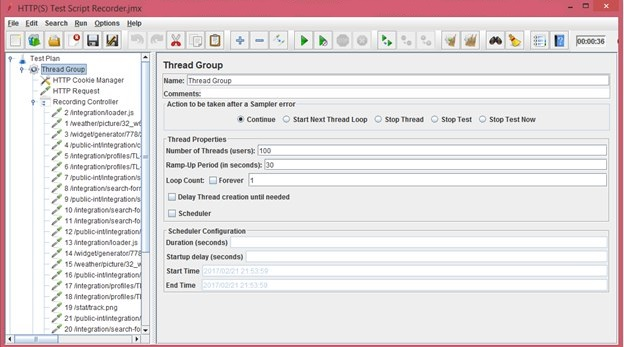 HTTP(S) Test Script Recorder.jmx
File Edit Search Run Options Help
00:00:36
Test Plan
Thread Group
HTTP Cookie Manager
HTTP Request
Recording Controller
2 /integration/loader.js
1 /weather/picture/32_w
3 /widget/generator/778/
4 /public-int/integration/c
5 /integration/profiles/TL-
6 /integration/profiles/TL-
7 /public-int/integration/s
8 /integration/search-forr
9 /public-int/integration/s
10 /integration/search-fo
11 /integration/search-fo
12 /public-int/integration/
13 /integration/loader.js
14 /widget/generator/778
15 /weather/picture/32_w
16 /public-int/integration/
17 /integration/profiles/T
18 /integration/profiles/T
19 /stat/track.png
21 /public-int/integration/
20 /integration/search-fo
Thread Group
Name: Thread Group
Comments:
Action to be taken after a Sampler error
Continue Start Next Thread Loop Stop Thread Stop Test Stop Test Now
Thread Properties
Number of Threads (users): 100
Ramp-Up Period (in seconds): 30
Loop Count: Forever 1
Delay Thread creation until needed
Scheduler
Scheduler Configuration
Duration (seconds)
Startup delay (seconds)
Start Time 2017/02/21 21:53:59
End Time 2017/02/21 21:53:59